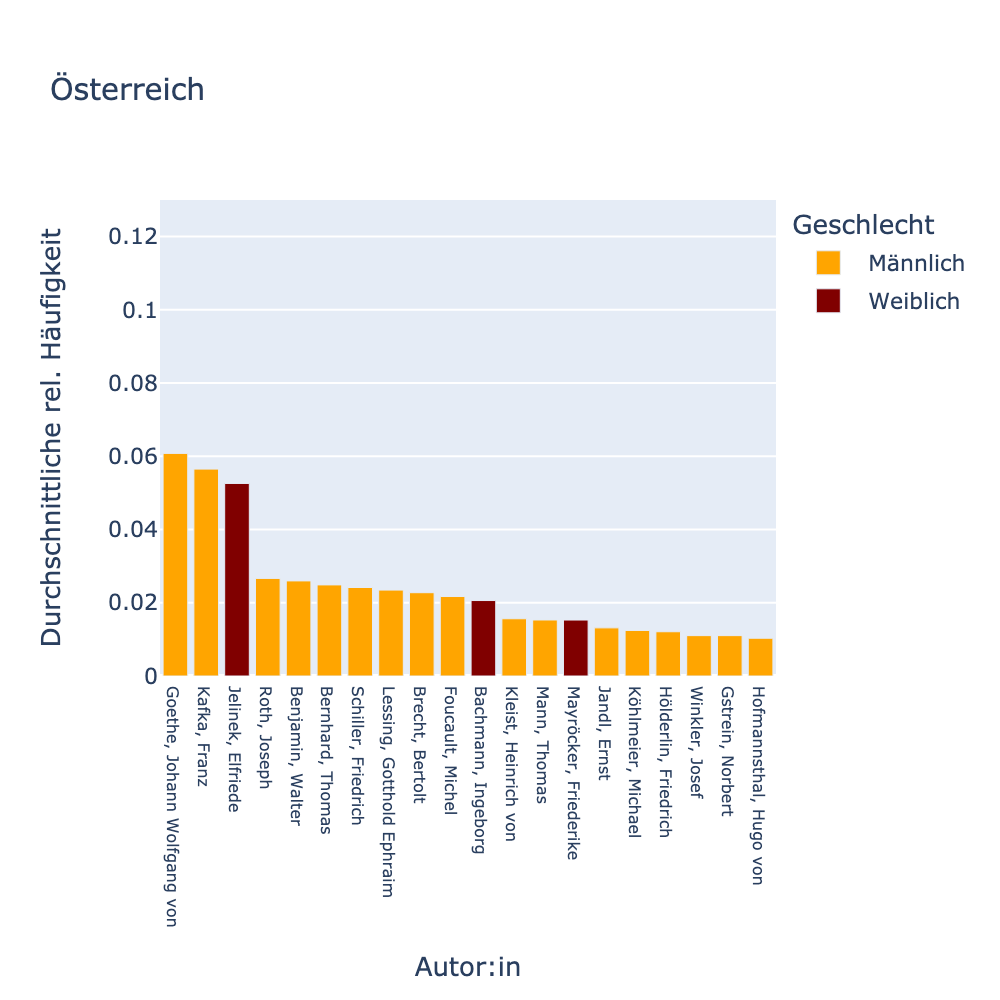 Österreich
Durchschnittliche rel. Häufigkeit
0.12
0.1
0.08
0.06
0.04
0.02
0
Geschlecht
Männlich
Weiblich
Goethe, Johann Wolfgang von
Kafka, Franz
Jelinek, Elfriede
Roth, Joseph
Benjamin, Walter
Bernhard, Thomas
Schiller, Friedrich
Lessing, Gotthold Ephraim
Brecht, Bertolt
Foucault, Michel
Bachmann, Ingeborg
Kleist, Heinrich von
Mann, Thomas
Mayröcker, Friederike
Jandl, Ernst
Köhlmeier, Michael
Hölderlin, Friedrich
Winkler, Josef
Gstrein, Norbert
Hofmannsthal, Hugo von
Autor:in